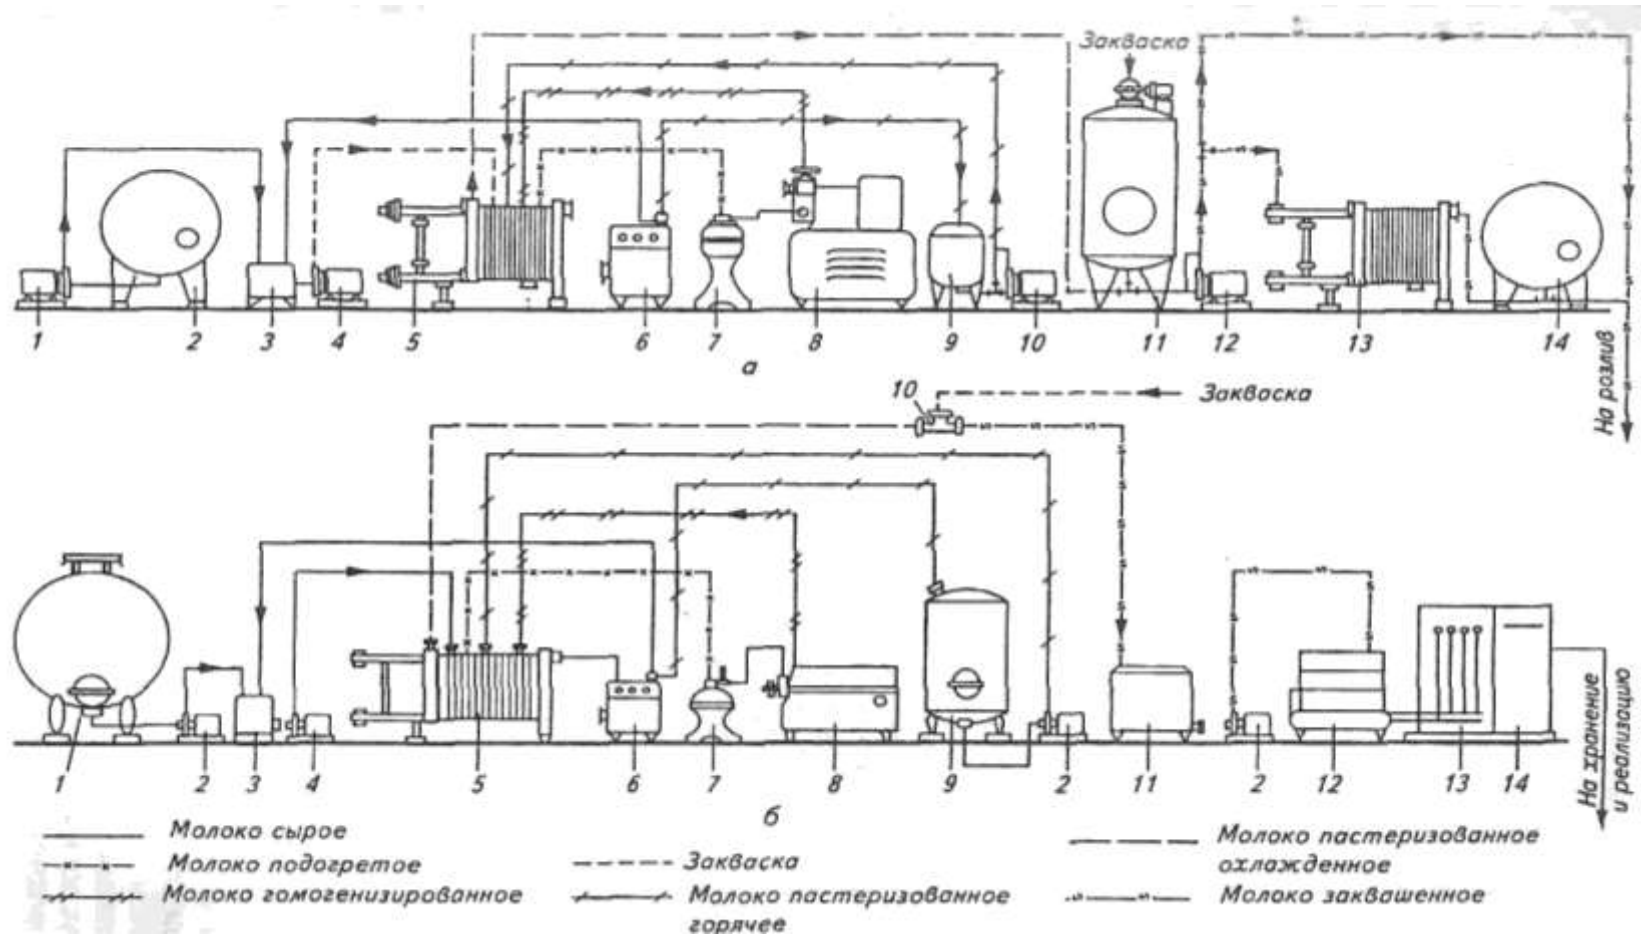 Закваска
1 2 3 4 5 6 7 8 9 10 11 12 13 14
а
На розлив
10
Закваска
1 2 3 4 5 6 7 8 9 2 11 2 12 13 14
б
На хранение
и реализацию
Молоко сырое
Молоко подогретое
Молоко гомогенизированное
Закваска
Молоко пастеризованное
горячее
Молоко пастеризованное
охлажденное
Молоко заквашенное